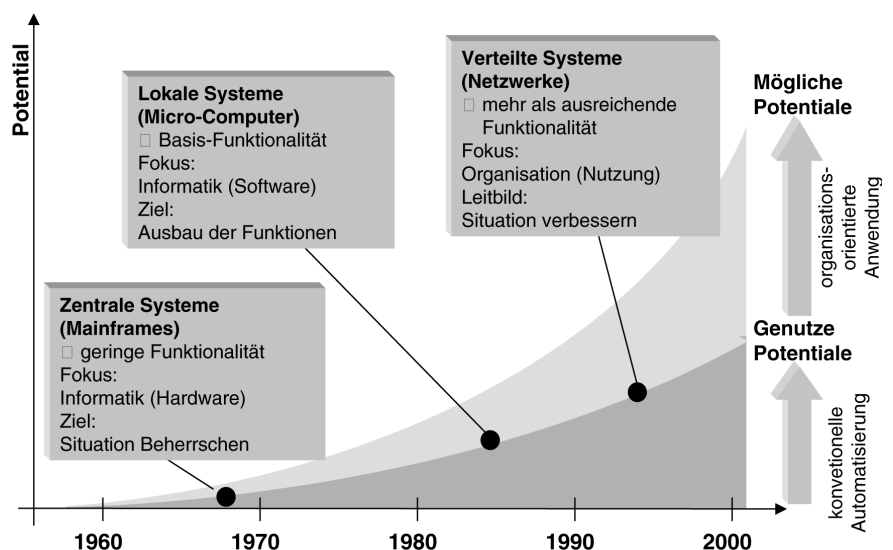 Potential
Lokale Systeme
(Micro-Computer)
□ Basis-Funktionalität
Fokus:
Informatik (Software)
Ziel:
Ausbau der Funktionen
Verteilte Systeme
(Netzwerke)
□ mehr als ausreichende
Funktionalität
Fokus:
Organisation (Nutzung)
Leitbild:
Situation verbessern
Zentrale Systeme
(Mainframes)
□ geringe Funktionalität
Fokus:
Informatik (Hardware)
Ziel:
Situation Beherrschen
Mögliche
Potentiale
organisations-
orientierte
Anwendung
Genutze
Potentiale
konvetionelle
Automatisierung
1960
1970
1980
1990
2000